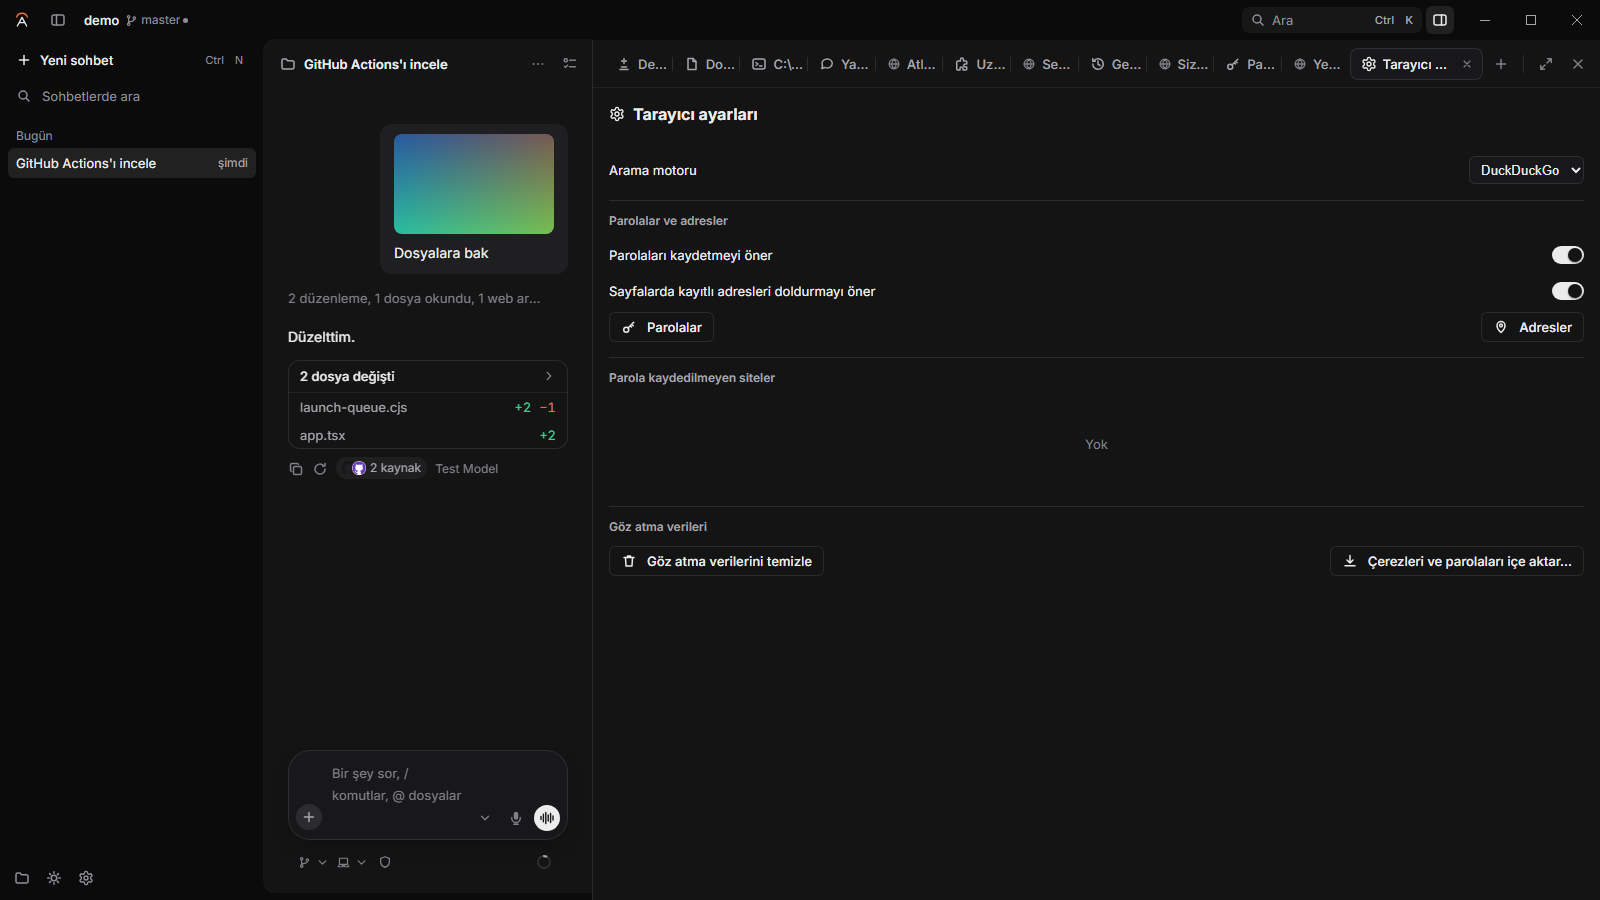 demo master
Ara Ctrl K
Yeni sohbet Ctrl N
Sohbetlerde ara
Bugün
GitHub Actions'ı incele şimdi
GitHub Actions'ı incele
Dosyalara bak
2 düzenleme, 1 dosya okundu, 1 web ar...
Düzelttim.
2 dosya değişti
launch-queue.cjs +2 −1
app.tsx +2
2 kaynak Test Model
Bir şey sor, /
komutlar, @ dosyalar
De... Do... C:\... Ya... Atl... Uz... Se... Ge... Siz... Pa... Ye... Tarayıcı ...
Tarayıcı ayarları
Arama motoru DuckDuckGo
Parolalar ve adresler
Parolaları kaydetmeyi öner
Sayfalarda kayıtlı adresleri doldurmayı öner
Parolalar Adresler
Parola kaydedilmeyen siteler
Yok
Göz atma verileri
Göz atma verilerini temizle Çerezleri ve parolaları içe aktar...